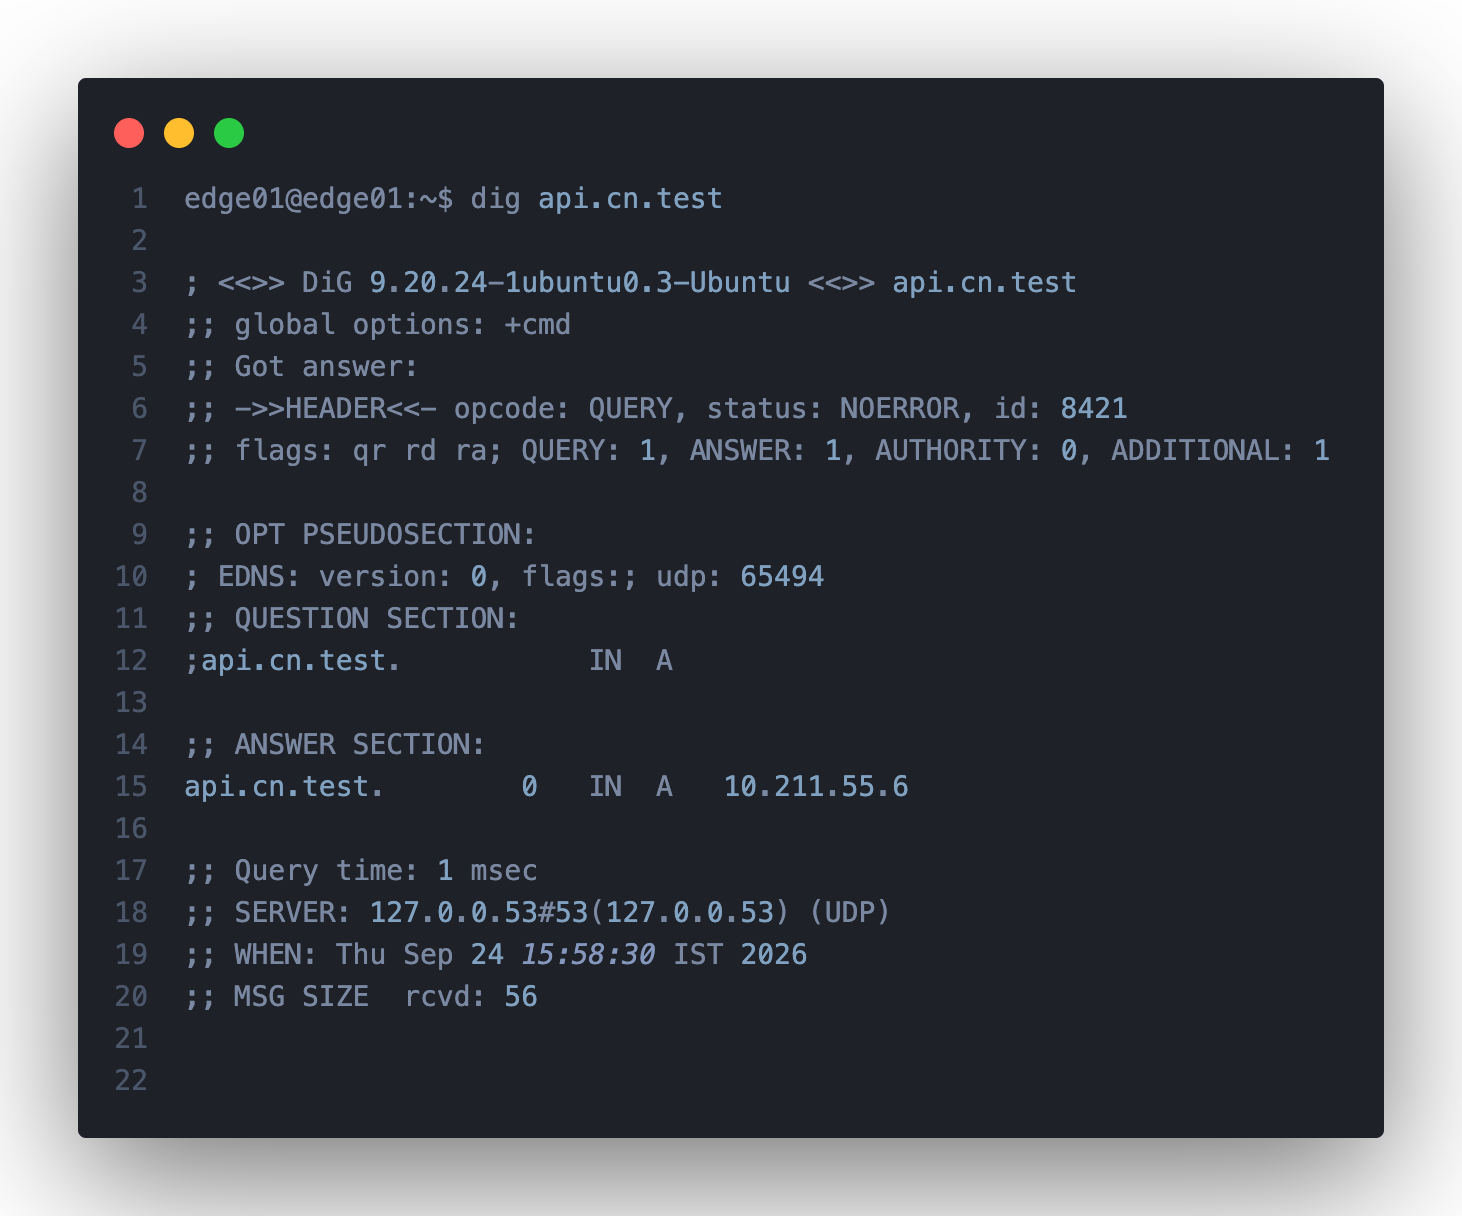 1 edge01@edge01:~$ dig api.cn.test
2
3 ; <<>> DiG 9.20.24-1ubuntu0.3-Ubuntu <<>> api.cn.test
4 ;; global options: +cmd
5 ;; Got answer:
6 ;; ->>HEADER<<- opcode: QUERY, status: NOERROR, id: 8421
7 ;; flags: qr rd ra; QUERY: 1, ANSWER: 1, AUTHORITY: 0, ADDITIONAL: 1
8
9 ;; OPT PSEUDOSECTION:
10 ; EDNS: version: 0, flags:; udp: 65494
11 ;; QUESTION SECTION:
12 ;api.cn.test.           IN  A
13
14 ;; ANSWER SECTION:
15 api.cn.test.        0   IN  A   10.211.55.6
16
17 ;; Query time: 1 msec
18 ;; SERVER: 127.0.0.53#53(127.0.0.53) (UDP)
19 ;; WHEN: Thu Sep 24 15:58:30 IST 2026
20 ;; MSG SIZE  rcvd: 56
21
22